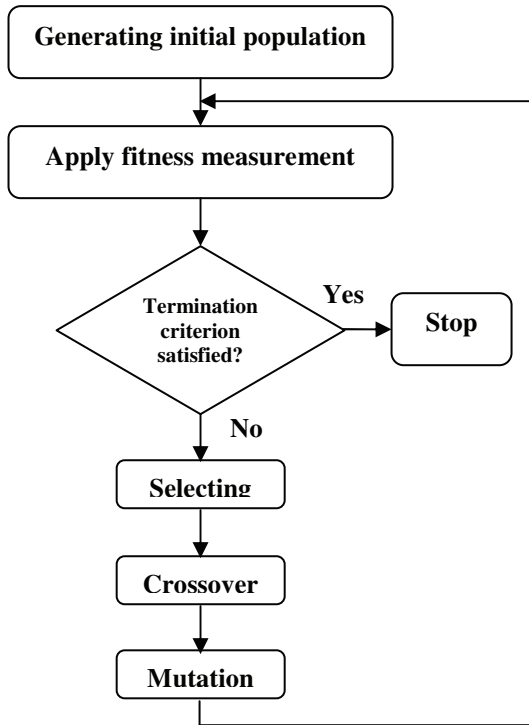 Generating initial population
Apply fitness measurement
Termination
criterion
satisfied?
Yes
Stop
No
Selecting
Crossover
Mutation